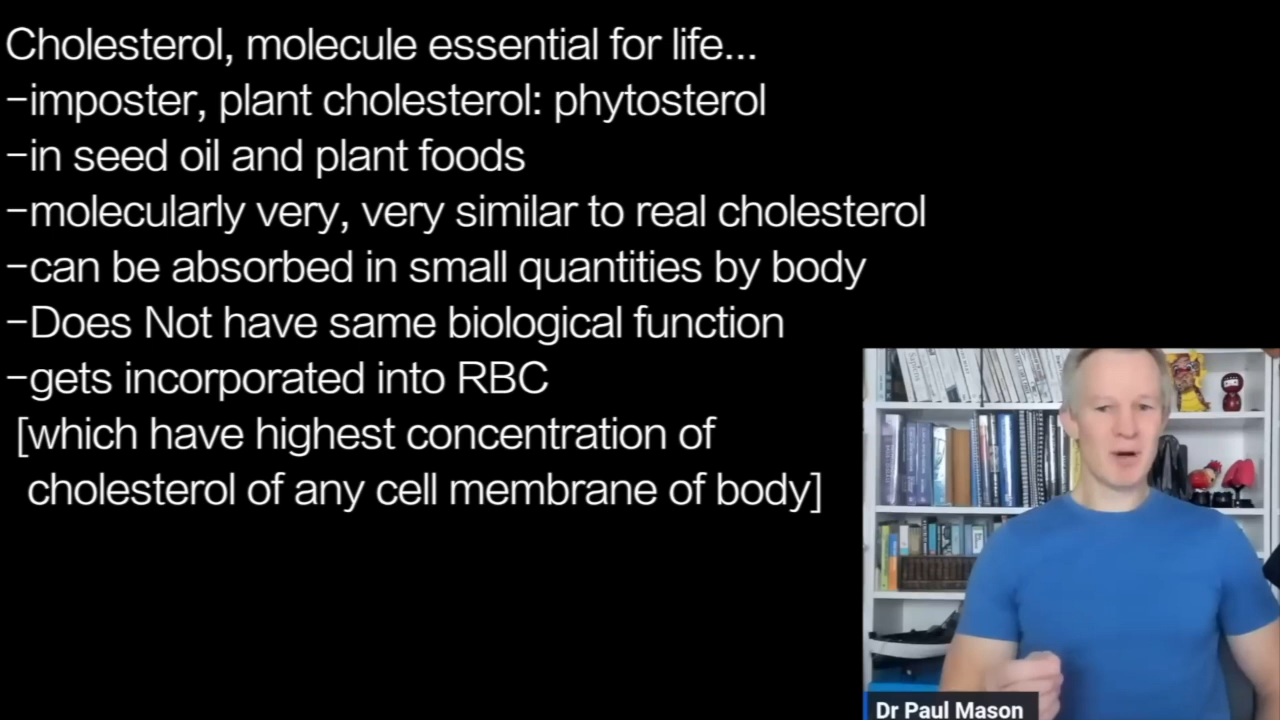 Cholesterol, molecule essential for life...
-imposter, plant cholesterol: phytosterol
-in seed oil and plant foods
-molecularly very, very similar to real cholesterol
-can be absorbed in small quantities by body
-Does Not have same biological function
-gets incorporated into RBC
[which have highest concentration of
cholesterol of any cell membrane of body]
Dr Paul Mason